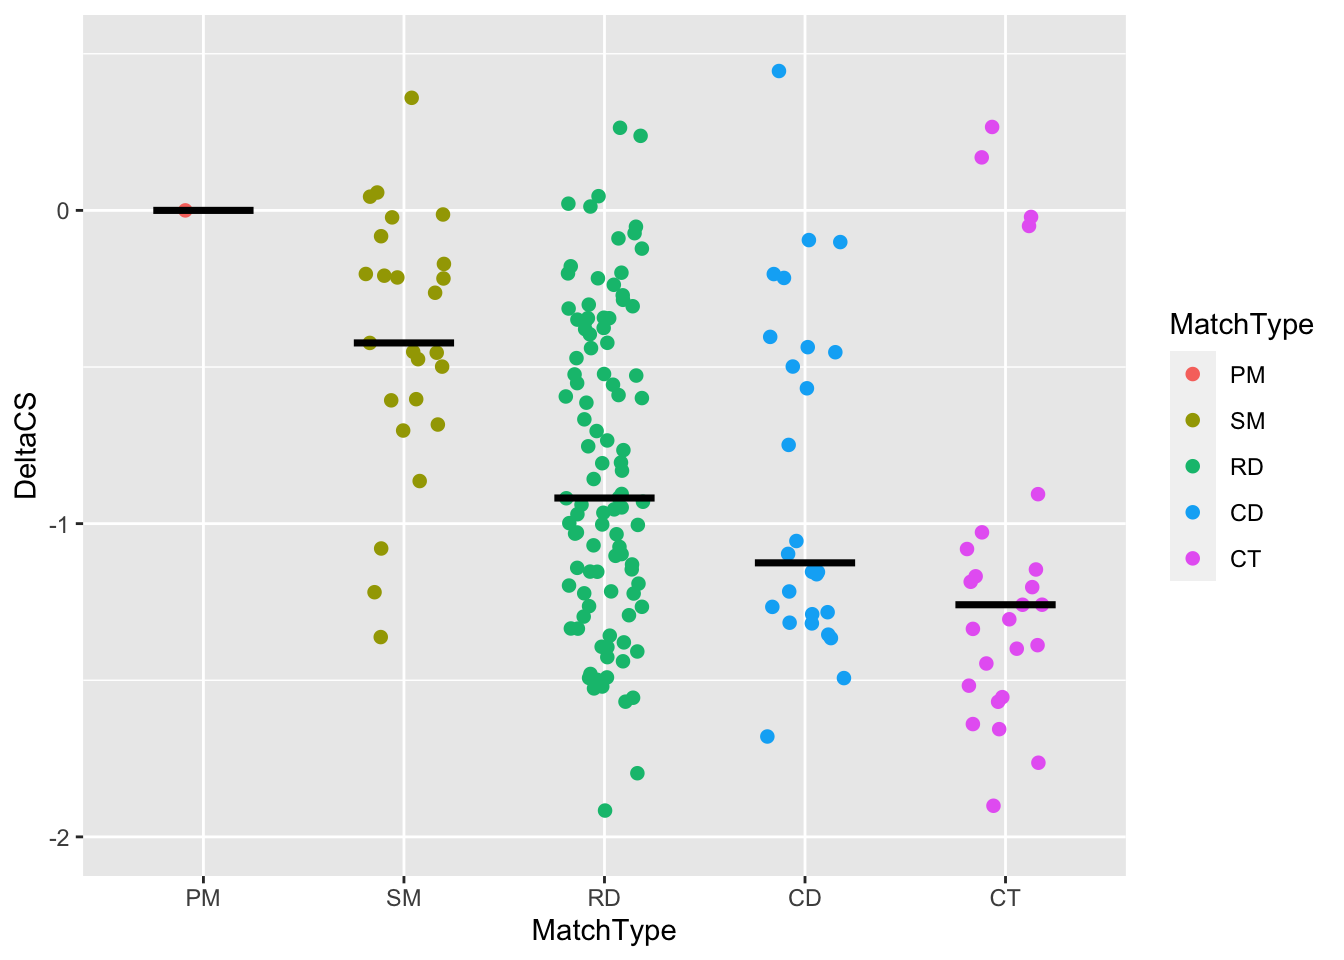 DeltaCS
0
-1
-2
PM SM RD CD CT
MatchType
MatchType
PM
SM
RD
CD
CT